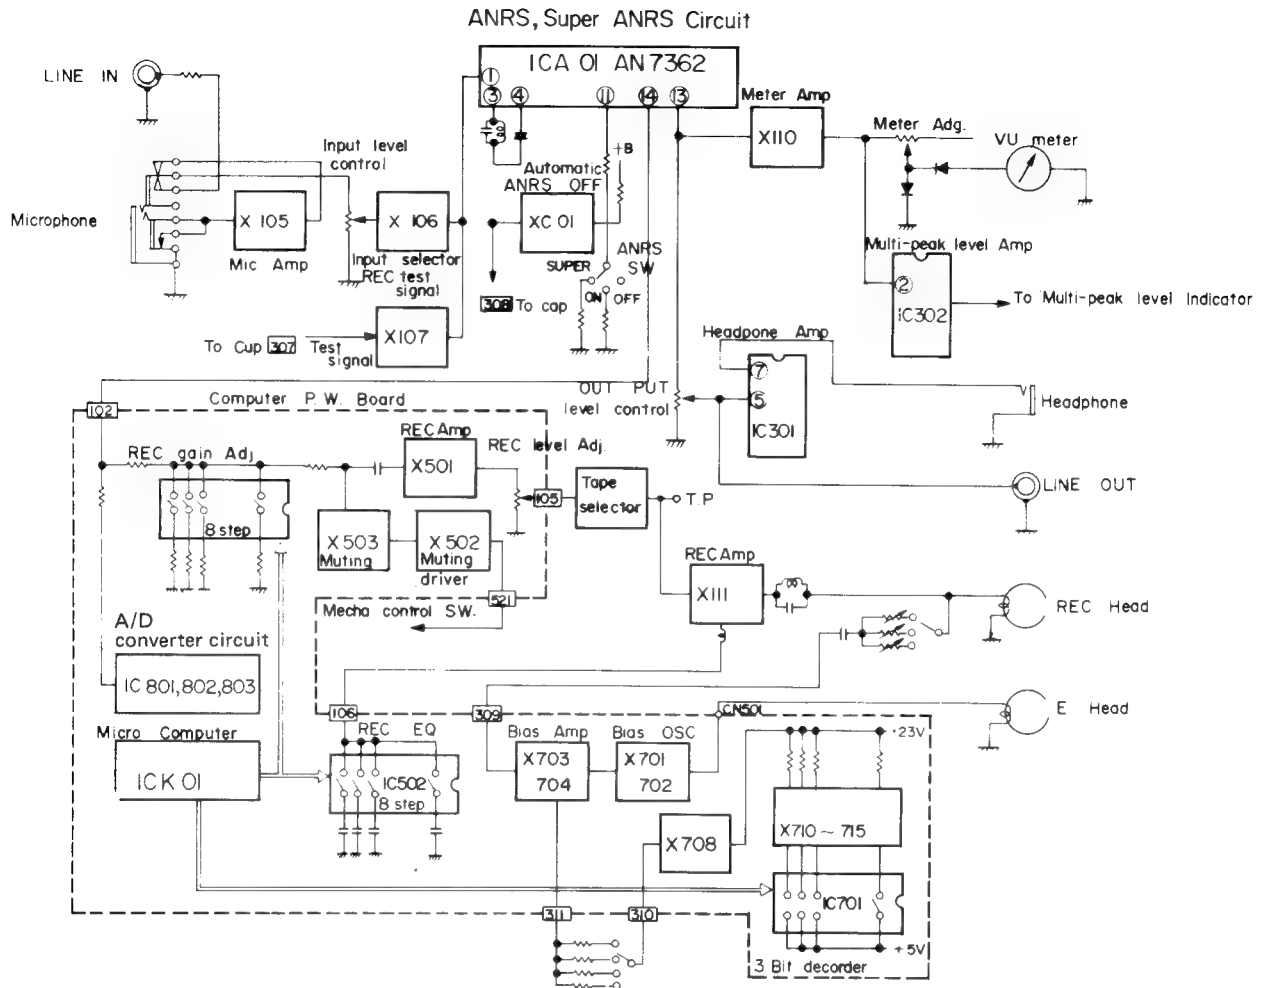 ANRS, Super ANRS Circuit
LINE IN
ICA 01 AN7362
1
3
4
11
14
13
Meter Amp
X110
Meter Adg.
VU meter
Input level
control
+B
Automatic
ANRS OFF
Microphone
X 105
Mic Amp
X 106
Input selector
REC test
signal
XC 01
SUPER
ANRS
SW
ON
OFF
308 To cap
Multi-peak level Amp
2
IC302
To Multi-peak level Indicator
X107
To Cup 307 Test
signal
Headpone Amp
7
5
IC301
OUT PUT
level control
Headphone
102
Computer P.W. Board
REC Amp
X501
REC level Adj.
REC gain Adj
8 step
105
Tape
selector
T.P
LINE OUT
X503
Muting
X502
Muting
driver
521
Mecha control SW.
REC Amp
X111
REC Head
A/D
converter circuit
IC 801,802,803
106
309
CN501
E Head
Micro Computer
ICK 01
REC EQ
IC502
8 step
Bias Amp
X703
704
Bias OSC
X701
702
+23V
X708
X710～715
IC701
311
310
+5V
3 Bit decorder